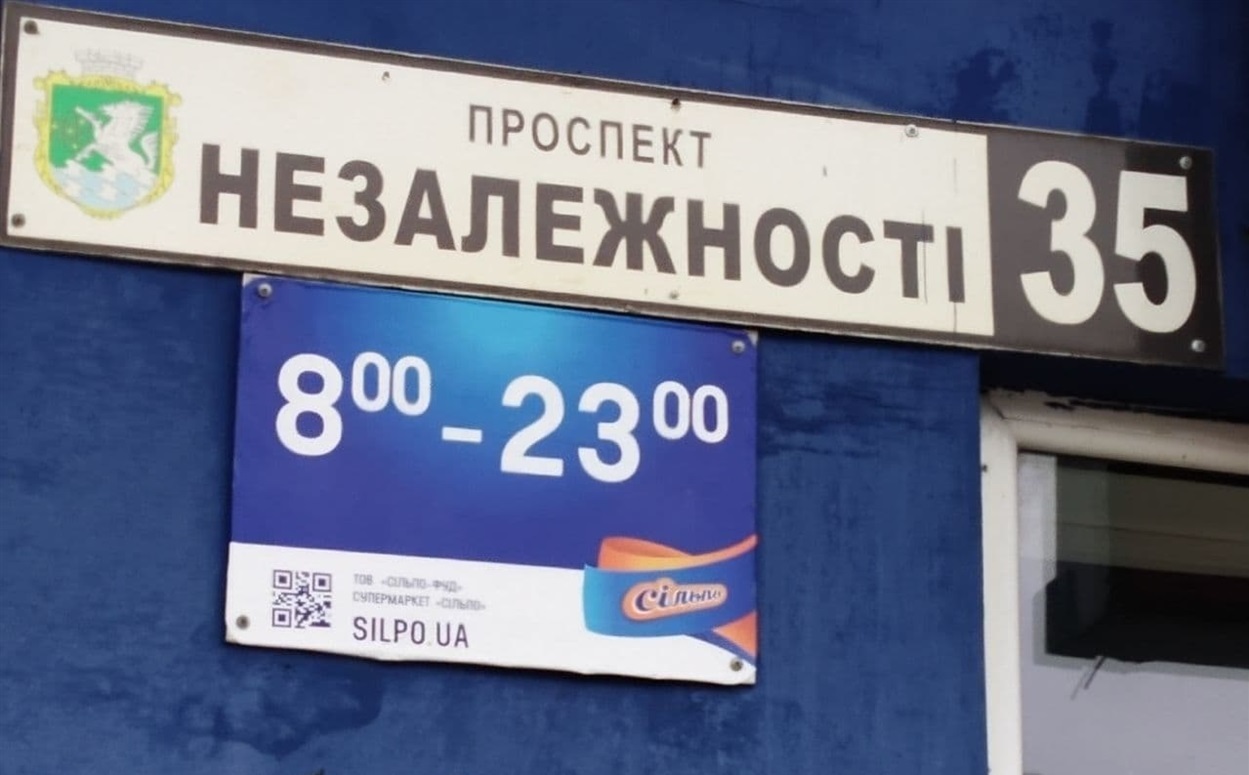 ПРОСПЕКТ
НЕЗАЛЕЖНОСТІ 35
8⁰⁰ - 23⁰⁰
ТОВ «СІЛЬПО-ФУД»
СУПЕРМАРКЕТ «СІЛЬПО»
SILPO.UA
Сільпо